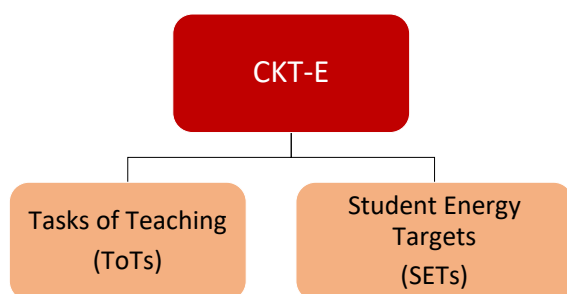 CKT-E
Tasks of Teaching
(ToTs)
Student Energy
Targets
(SETs)